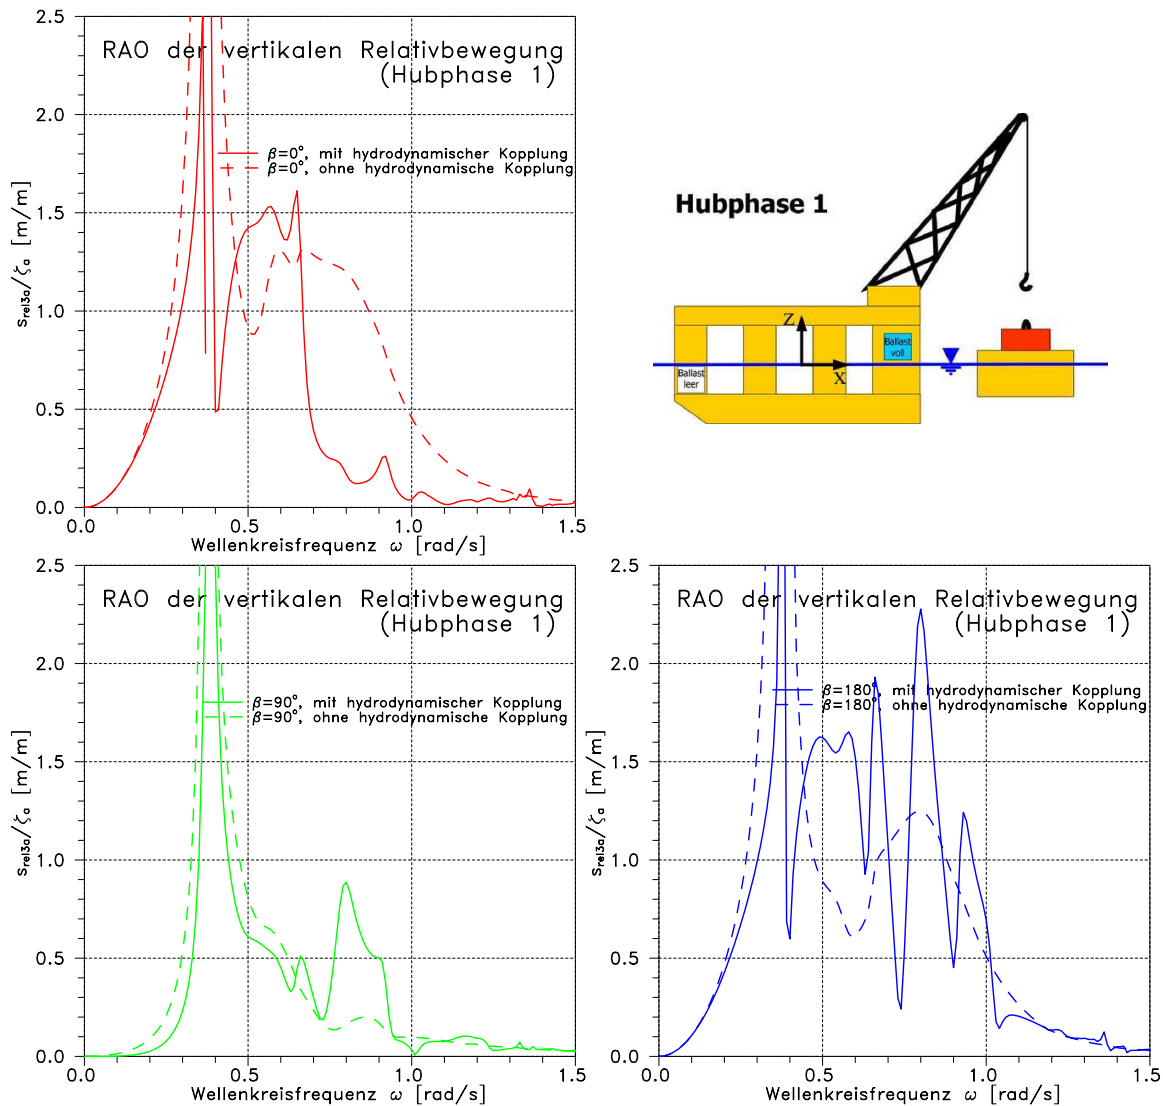 RAO der vertikalen Relativbewegung
(Hubphase 1)
β=0°, mit hydrodynamischer Kopplung
β=0°, ohne hydrodynamische Kopplung
s_rel3a/ζ_a [m/m]
2.5
2.0
1.5
1.0
0.5
0.0
0.0 0.5 1.0 1.5
Wellenkreisfrequenz ω [rad/s]
Hubphase 1
Z
X
Ballast
voll
Ballast
leer
RAO der vertikalen Relativbewegung
(Hubphase 1)
β=90°, mit hydrodynamischer Kopplung
β=90°, ohne hydrodynamische Kopplung
s_rel3a/ζ_a [m/m]
2.5
2.0
1.5
1.0
0.5
0.0
0.0 0.5 1.0 1.5
Wellenkreisfrequenz ω [rad/s]
RAO der vertikalen Relativbewegung
(Hubphase 1)
β=180°, mit hydrodynamischer Kopplung
β=180°, ohne hydrodynamische Kopplung
s_rel3a/ζ_a [m/m]
2.5
2.0
1.5
1.0
0.5
0.0
0.0 0.5 1.0 1.5
Wellenkreisfrequenz ω [rad/s]